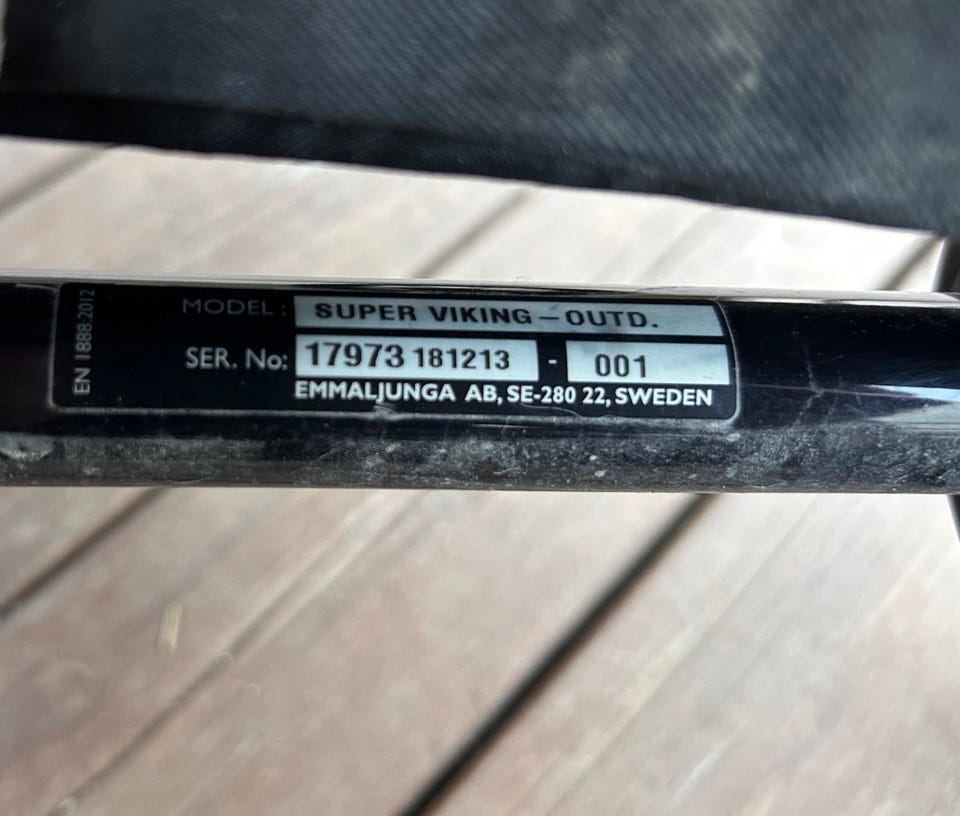 EN 1888:2012
MODEL: SUPER VIKING – OUTD.
SER. No: 17973 181213 - 001
EMMALJUNGA AB, SE-280 22, SWEDEN